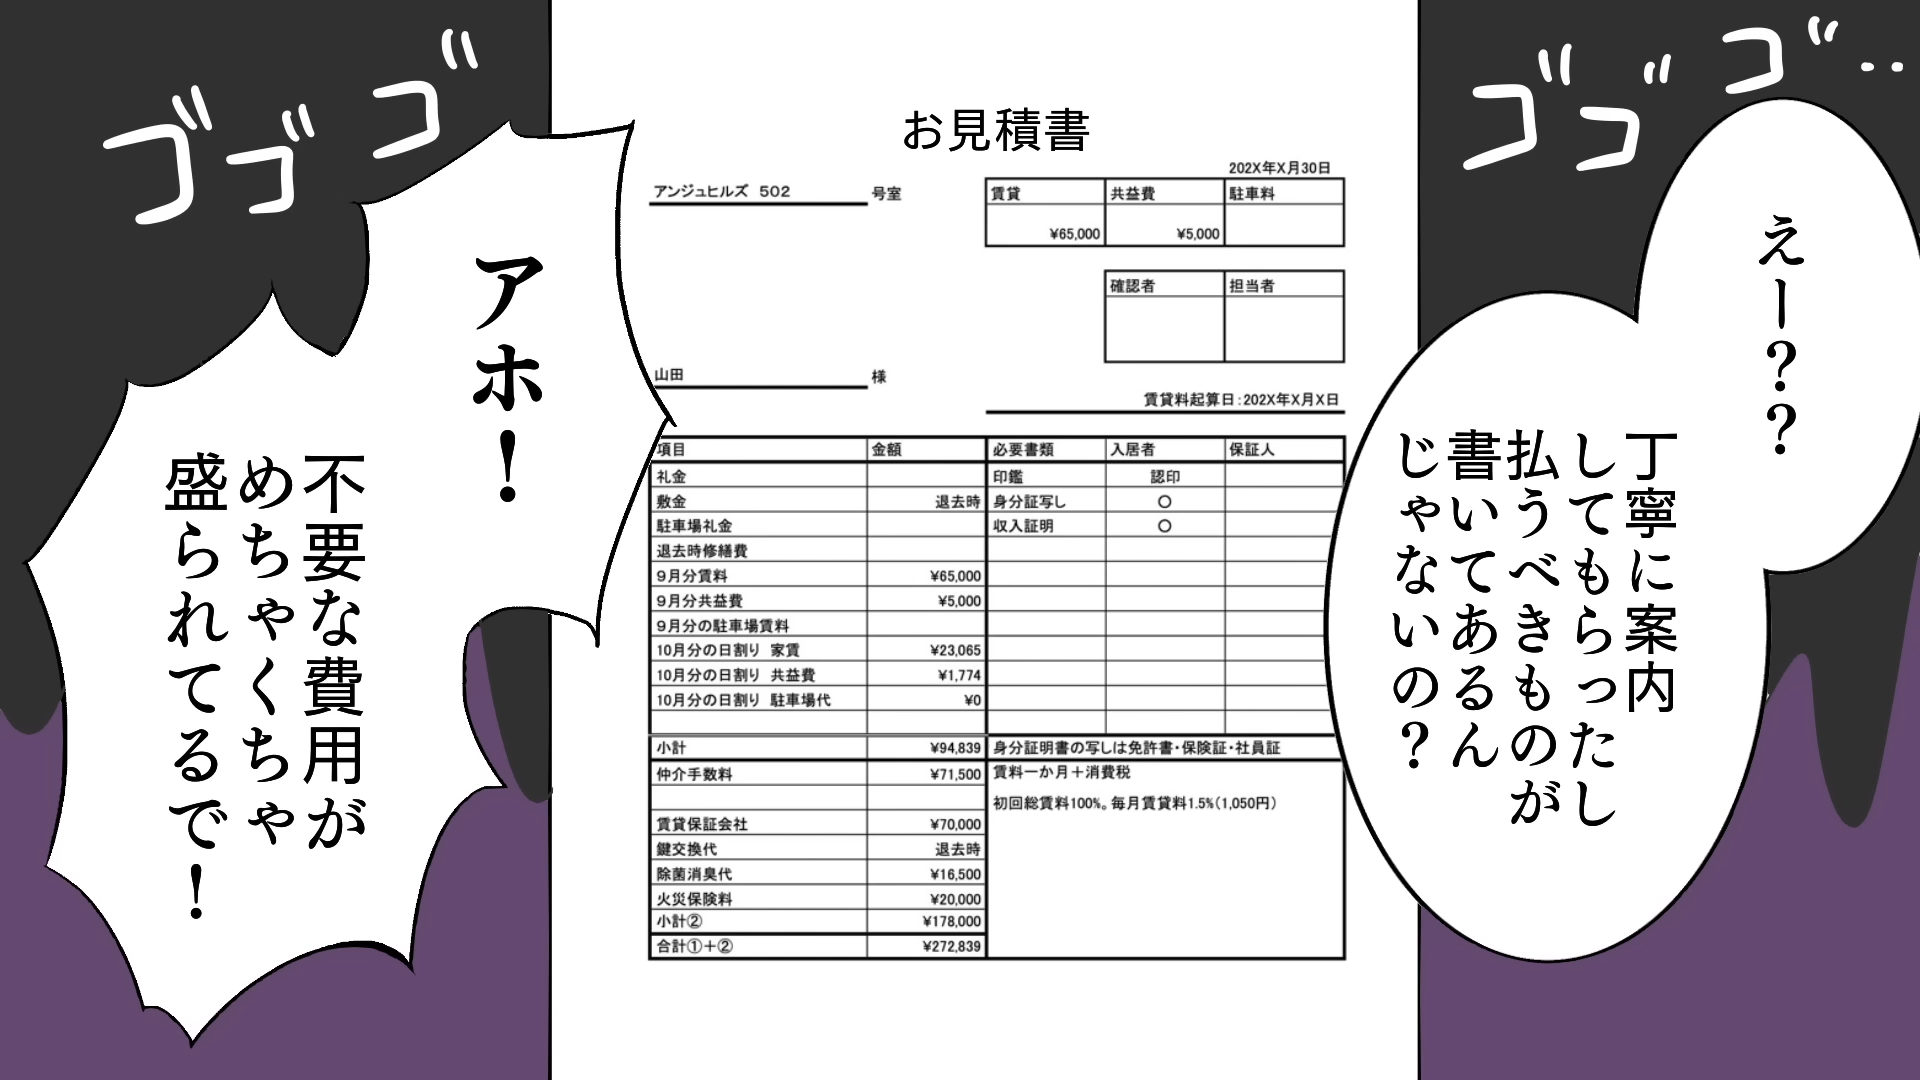 ゴゴゴ
ゴゴゴ‥
えー??
丁寧に案内
してもらったし
払うべきものが
書いてあるん
じゃないの?
アホ!
不要な費用が
めちゃくちゃ
盛られてるで!
お見積書
202X年X月30日
アンジュヒルズ 502 号室
賃貸 共益費 駐車料
¥65,000 ¥5,000
確認者 担当者
山田 様
賃貸料起算日:202X年X月X日
項目 金額 必要書類 入居者 保証人
礼金 印鑑 認印
敷金 退去時 身分証写し ○
駐車場礼金 収入証明 ○
退去時修繕費
9月分賃料 ¥65,000
9月分共益費 ¥5,000
9月分の駐車場賃料
10月分の日割り 家賃 ¥23,065
10月分の日割り 共益費 ¥1,774
10月分の日割り 駐車場代 ¥0
小計 ¥94,839 身分証明書の写しは免許書・保険証・社員証
仲介手数料 ¥71,500 賃料一か月+消費税
初回総賃料100%。毎月賃貸料1.5%(1,050円)
賃貸保証会社 ¥70,000
鍵交換代 退去時
除菌消臭代 ¥16,500
火災保険料 ¥20,000
小計② ¥178,000
合計①+② ¥272,839